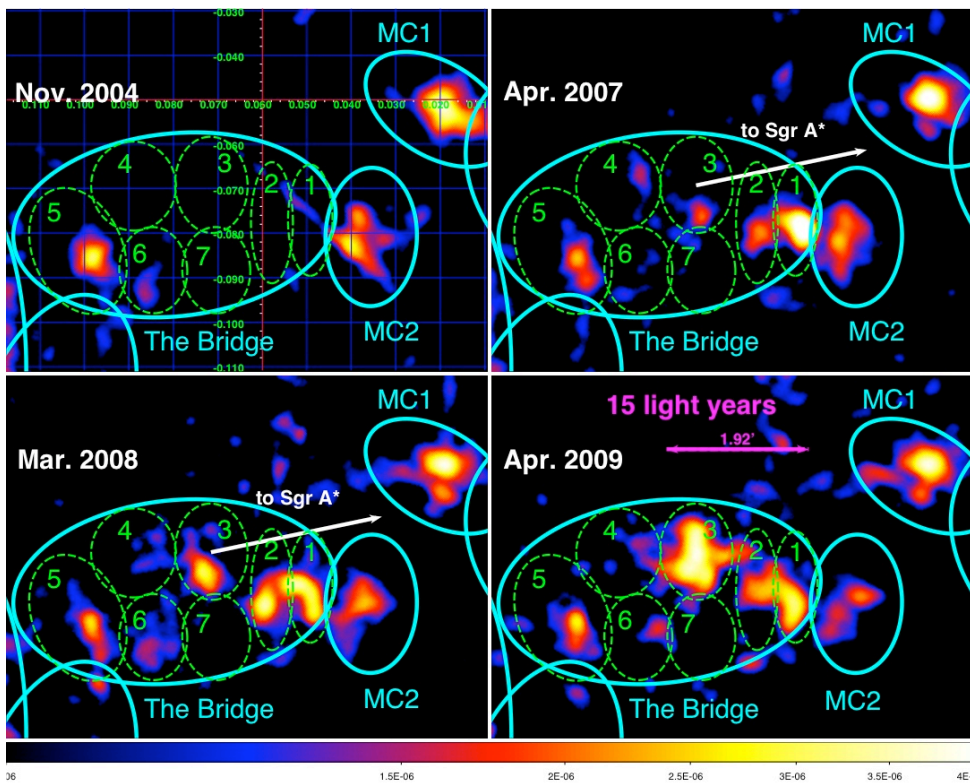 -0.030
MC1
-0.040
Nov. 2004
0.110 0.100 0.090 0.080 0.070 0.060 0.050 0.040 0.030 0.020
-0.060
4 3 2 1
-0.070
5
-0.080
6 7
-0.090
-0.100
MC2
The Bridge
-0.110
MC1
Apr. 2007
to Sgr A*
4 3 2 1
5
6 7
MC2
The Bridge
MC1
Mar. 2008
to Sgr A*
4 3 2 1
5
6 7
MC2
The Bridge
15 light years
MC1
1.92'
Apr. 2009
4 3 2 1
5
6 7
MC2
The Bridge
1.5E-06 2E-06 2.5E-06 3E-06 3.5E-06